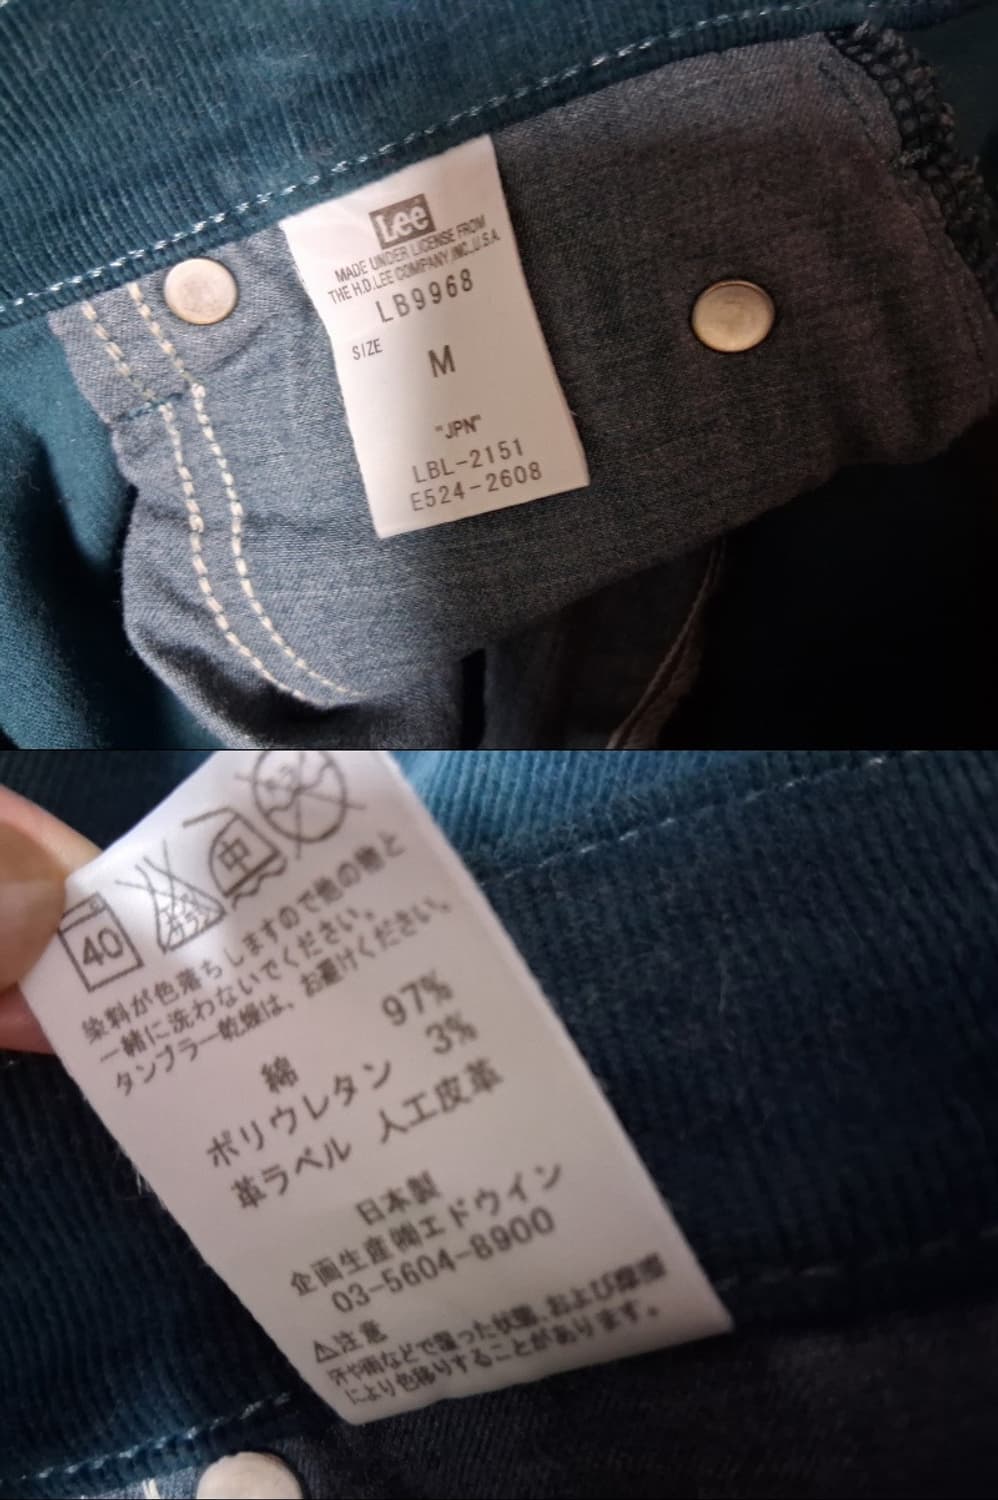 Lee
MADE UNDER LICENSE FROM
THE H.D.LEE COMPANY,INC.,U.S.A
LB9968
SIZE
M
"JPN"
LBL-2151
E524-2608
40
中
染料が色落ちしますので他の物と
一緒に洗わないでください。
タンブラー乾燥は、お避けください。
綿 97%
ポリウレタン 3%
革ラベル 人工皮革
日本製
企画生産㈱エドウイン
03-5604-8900
⚠注意
汗や雨などで湿った状態、および摩擦
により色移りすることがあります。